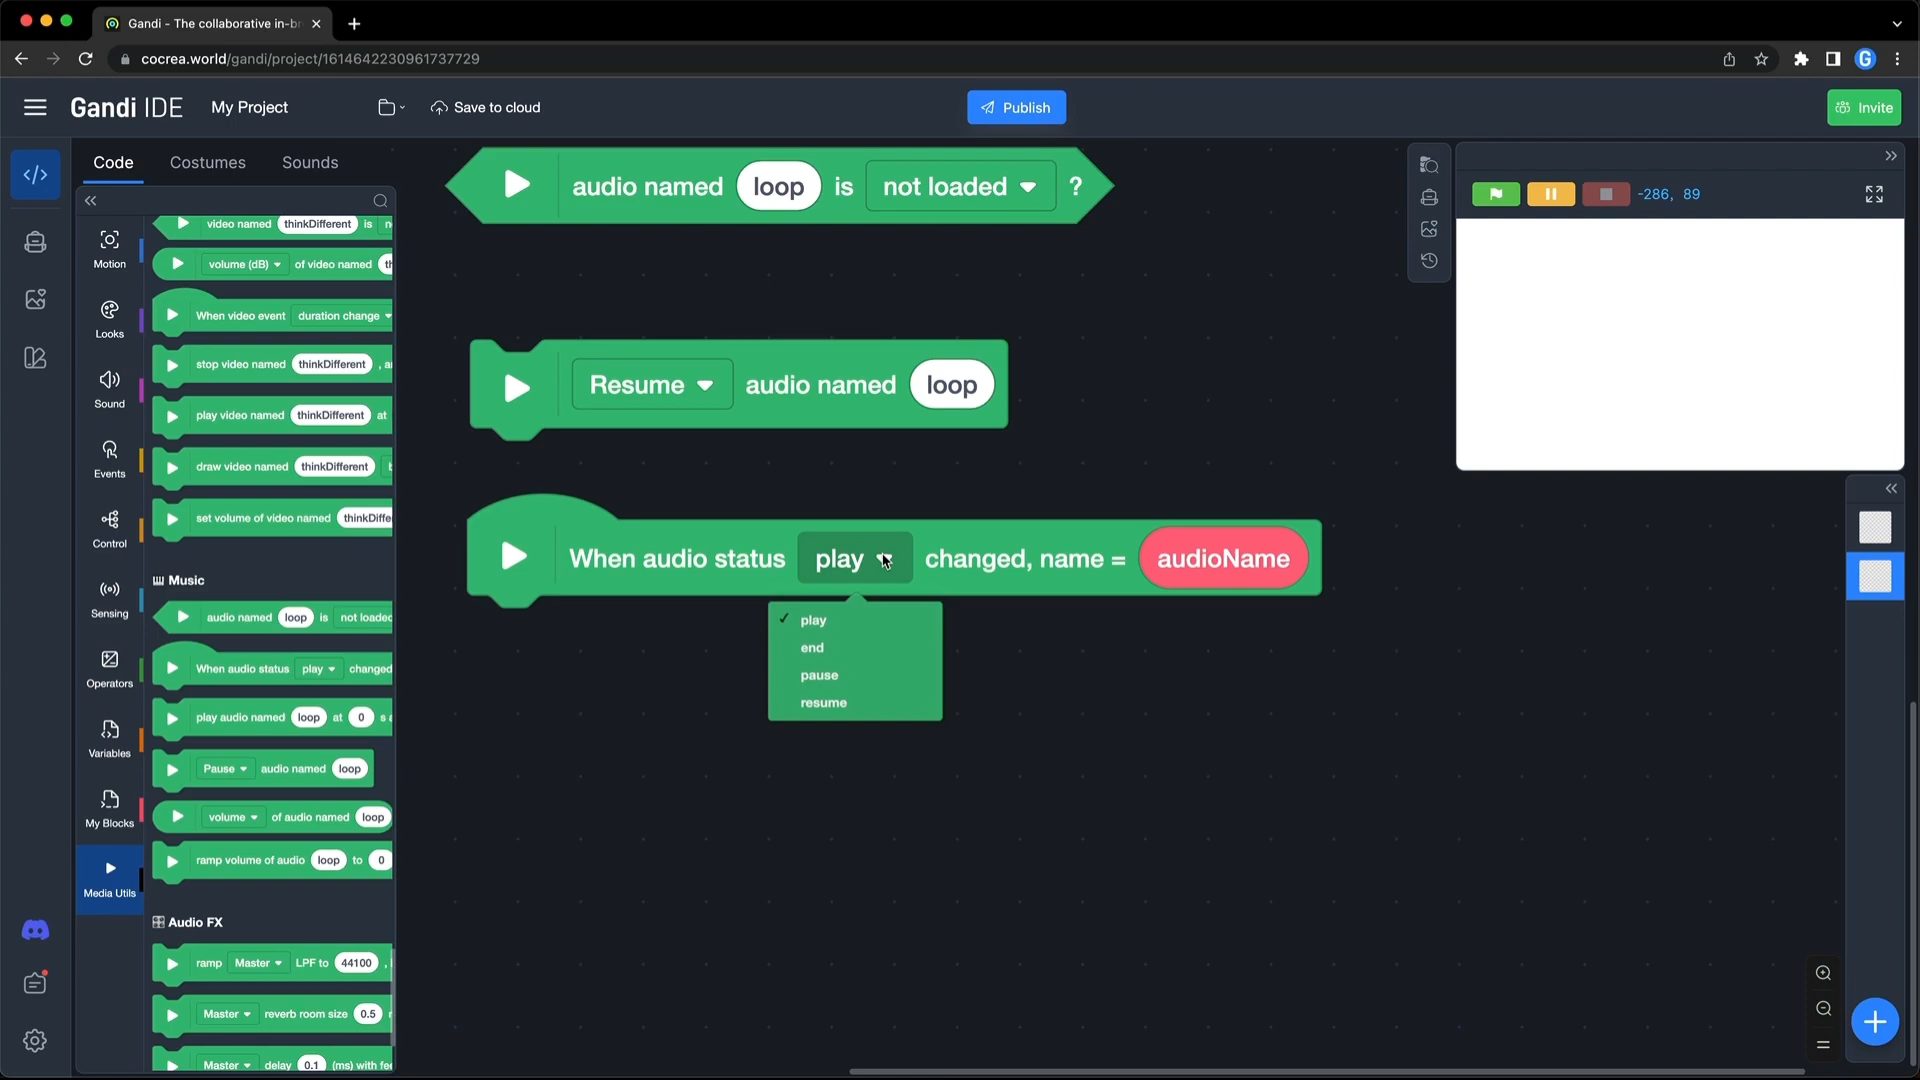 Gandi - The collaborative in-br
cocrea.world/gandi/project/1614642230961737729
G
Gandi IDE
My Project
Save to cloud
Publish
Invite
Code
Costumes
Sounds
Motion
Looks
Sound
Events
Control
Sensing
Operators
Variables
My Blocks
Media Utils
video named thinkDifferent is n
volume (dB) of video named th
When video event duration change
stop video named thinkDifferent , a
play video named thinkDifferent at
draw video named thinkDifferent b
set volume of video named thinkDiffe
Music
audio named loop is not loaded
When audio status play changed
play audio named loop at 0 s a
Pause audio named loop
volume of audio named loop
ramp volume of audio loop to 0
Audio FX
ramp Master LPF to 44100 ,
Master reverb room size 0.5 r
Master delay 0.1 (ms) with fee
audio named loop is not loaded ?
Resume audio named loop
When audio status play changed, name = audioName
play
end
pause
resume
-286, 89